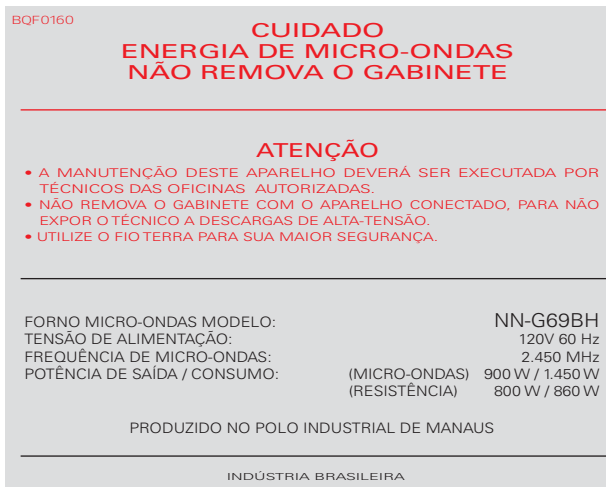 BQF0160
CUIDADO
ENERGIA DE MICRO-ONDAS
NÃO REMOVA O GABINETE
ATENÇÃO
• A MANUTENÇÃO DESTE APARELHO DEVERÁ SER EXECUTADA POR
TÉCNICOS DAS OFICINAS AUTORIZADAS.
• NÃO REMOVA O GABINETE COM O APARELHO CONECTADO, PARA NÃO
EXPOR O TÉCNICO A DESCARGAS DE ALTA-TENSÃO.
• UTILIZE O FIO TERRA PARA SUA MAIOR SEGURANÇA.
FORNO MICRO-ONDAS MODELO: NN-G69BH
TENSÃO DE ALIMENTAÇÃO: 120V 60 Hz
FREQUÊNCIA DE MICRO-ONDAS: 2.450 MHz
POTÊNCIA DE SAÍDA / CONSUMO: (MICRO-ONDAS) 900 W / 1.450 W
(RESISTÊNCIA) 800 W / 860 W
PRODUZIDO NO POLO INDUSTRIAL DE MANAUS
INDÚSTRIA BRASILEIRA